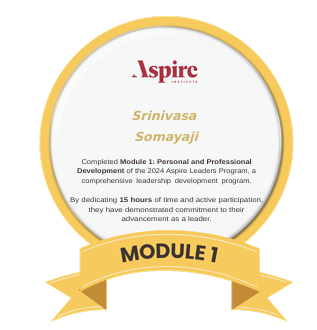 Aspire
INSTITUTE
Srinivasa
Somayaji
Completed Module 1: Personal and Professional
Development of the 2024 Aspire Leaders Program, a
comprehensive leadership development program.
By dedicating 15 hours of time and active participation,
they have demonstrated commitment to their
advancement as a leader.
MODULE 1